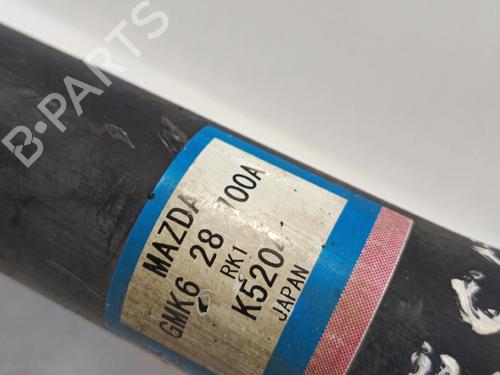 B-PARTS
MAZDA
GMK6 28 700A
RK1
K520
JAPAN